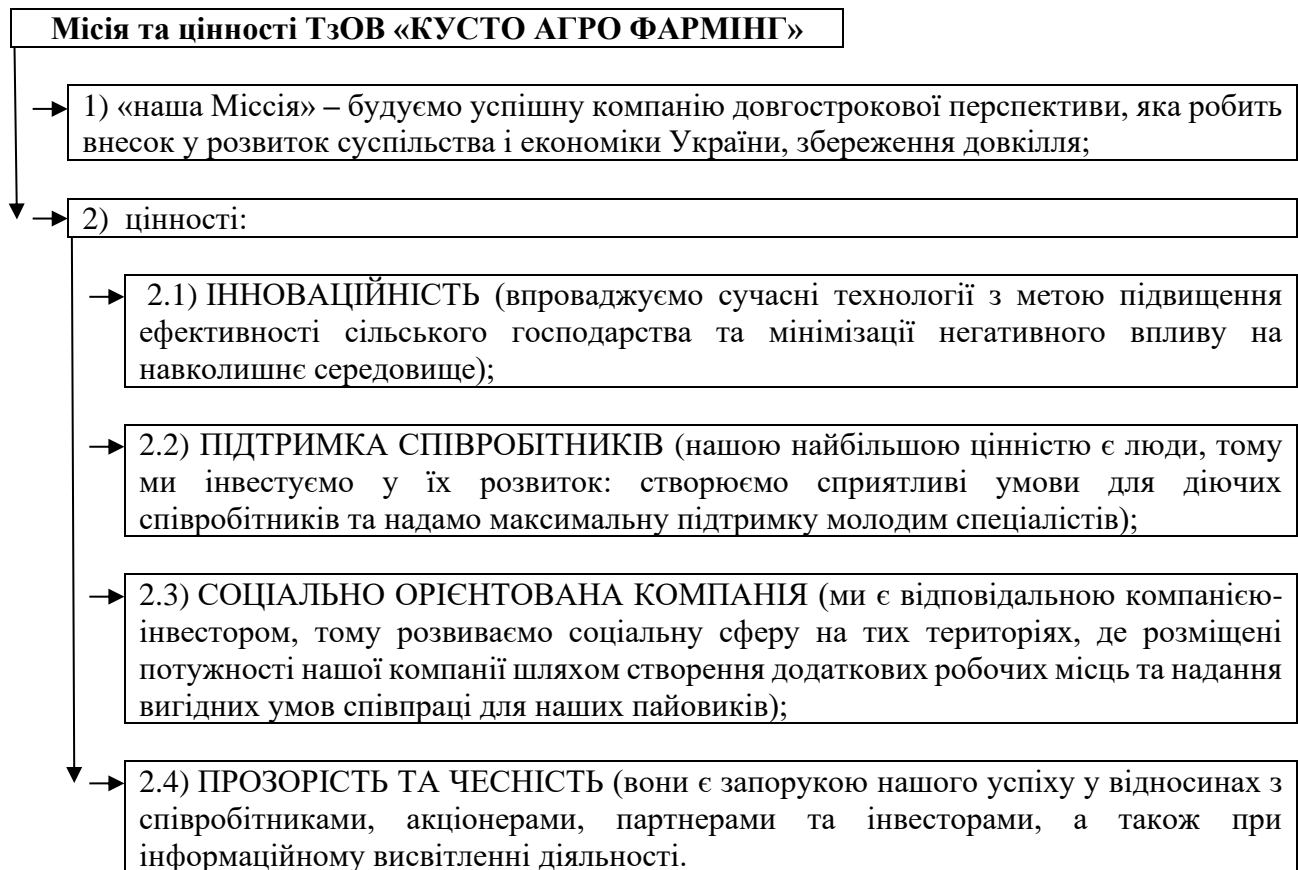 Місія та цінності ТзОВ «КУСТО АГРО ФАРМІНГ»
1) «наша Міссія» – будуємо успішну компанію довгострокової перспективи, яка робить
внесок у розвиток суспільства і економіки України, збереження довкілля;
2) цінності:
2.1) ІННОВАЦІЙНІСТЬ (впроваджуємо сучасні технології з метою підвищення
ефективності сільського господарства та мінімізації негативного впливу на
навколишнє середовище);
2.2) ПІДТРИМКА СПІВРОБІТНИКІВ (нашою найбільшою цінністю є люди, тому
ми інвестуємо у їх розвиток: створюємо сприятливі умови для діючих
співробітників та надамо максимальну підтримку молодим спеціалістів);
2.3) СОЦІАЛЬНО ОРІЄНТОВАНА КОМПАНІЯ (ми є відповідальною компанією-
інвестором, тому розвиваємо соціальну сферу на тих територіях, де розміщені
потужності нашої компанії шляхом створення додаткових робочих місць та надання
вигідних умов співпраці для наших пайовиків);
2.4) ПРОЗОРІСТЬ ТА ЧЕСНІСТЬ (вони є запорукою нашого успіху у відносинах з
співробітниками, акціонерами, партнерами та інвесторами, а також при
інформаційному висвітленні діяльності.